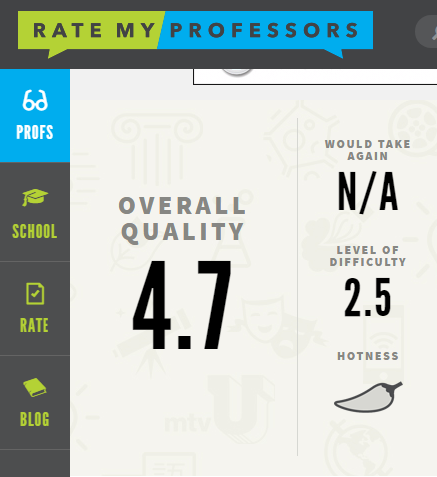 RATE MY PROFESSORS
PROFS
SCHOOL
RATE
BLOG
OVERALL
QUALITY
4.7
WOULD TAKE
AGAIN
N/A
LEVEL OF
DIFFICULTY
2.5
HOTNESS
mtvU